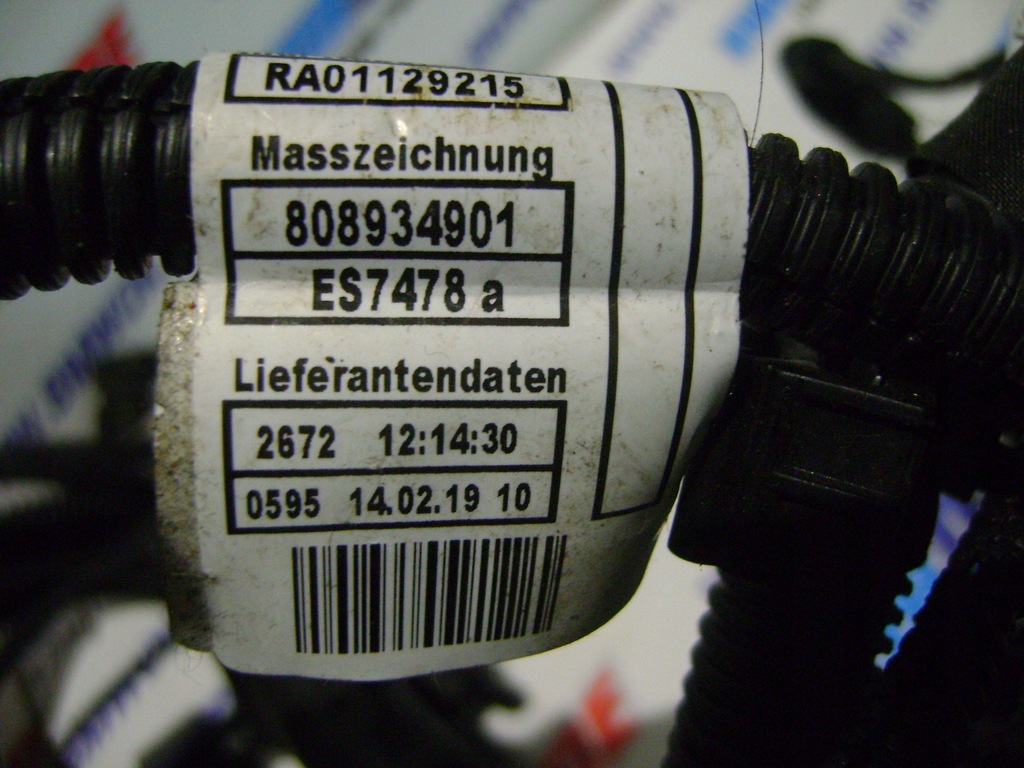 RA01129215
Masszeichnung
808934901
ES7478 a
Lieferantendaten
2672 12:14:30
0595 14.02.19 10